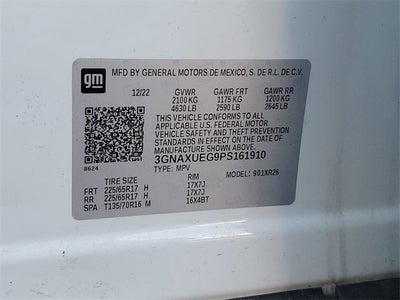 gm
MFD BY GENERAL MOTORS DE MEXICO, S. DE R.L. DE C.V.
12/22 GVWR GAWR FRT GAWR RR
2100 KG 1175 KG 1200 KG
4630 LB 2590 LB 2645 LB
THIS VEHICLE CONFORMS TO ALL
APPLICABLE U.S. FEDERAL MOTOR
VEHICLE SAFETY AND THEFT PREVENTION
STANDARDS IN EFFECT ON THE DATE OF
MANUFACTURE SHOWN ABOVE.
8624 3GNAXUEG9PS161910
TYPE: MPV MODEL: 901XR26
TIRE SIZE RIM
FRT 225/65R17 H 17X7J
RR 225/65R17 H 17X7J
SPA T135/70R16 M 16X4BT